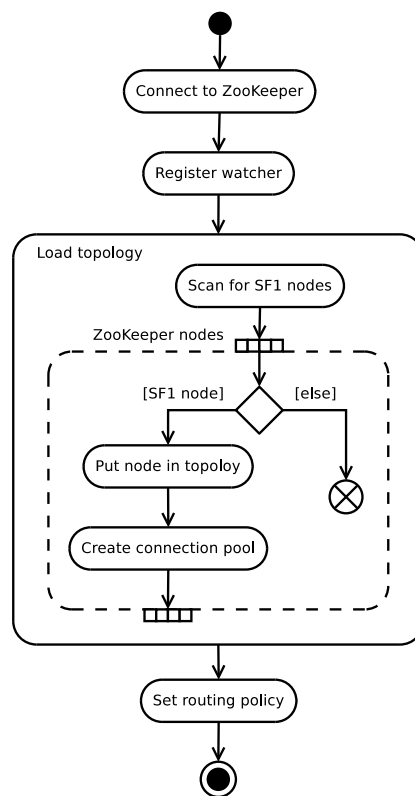 Connect to ZooKeeper
Register watcher
Load topology
Scan for SF1 nodes
ZooKeeper nodes
[SF1 node]
[else]
Put node in topoloy
Create connection pool
Set routing policy